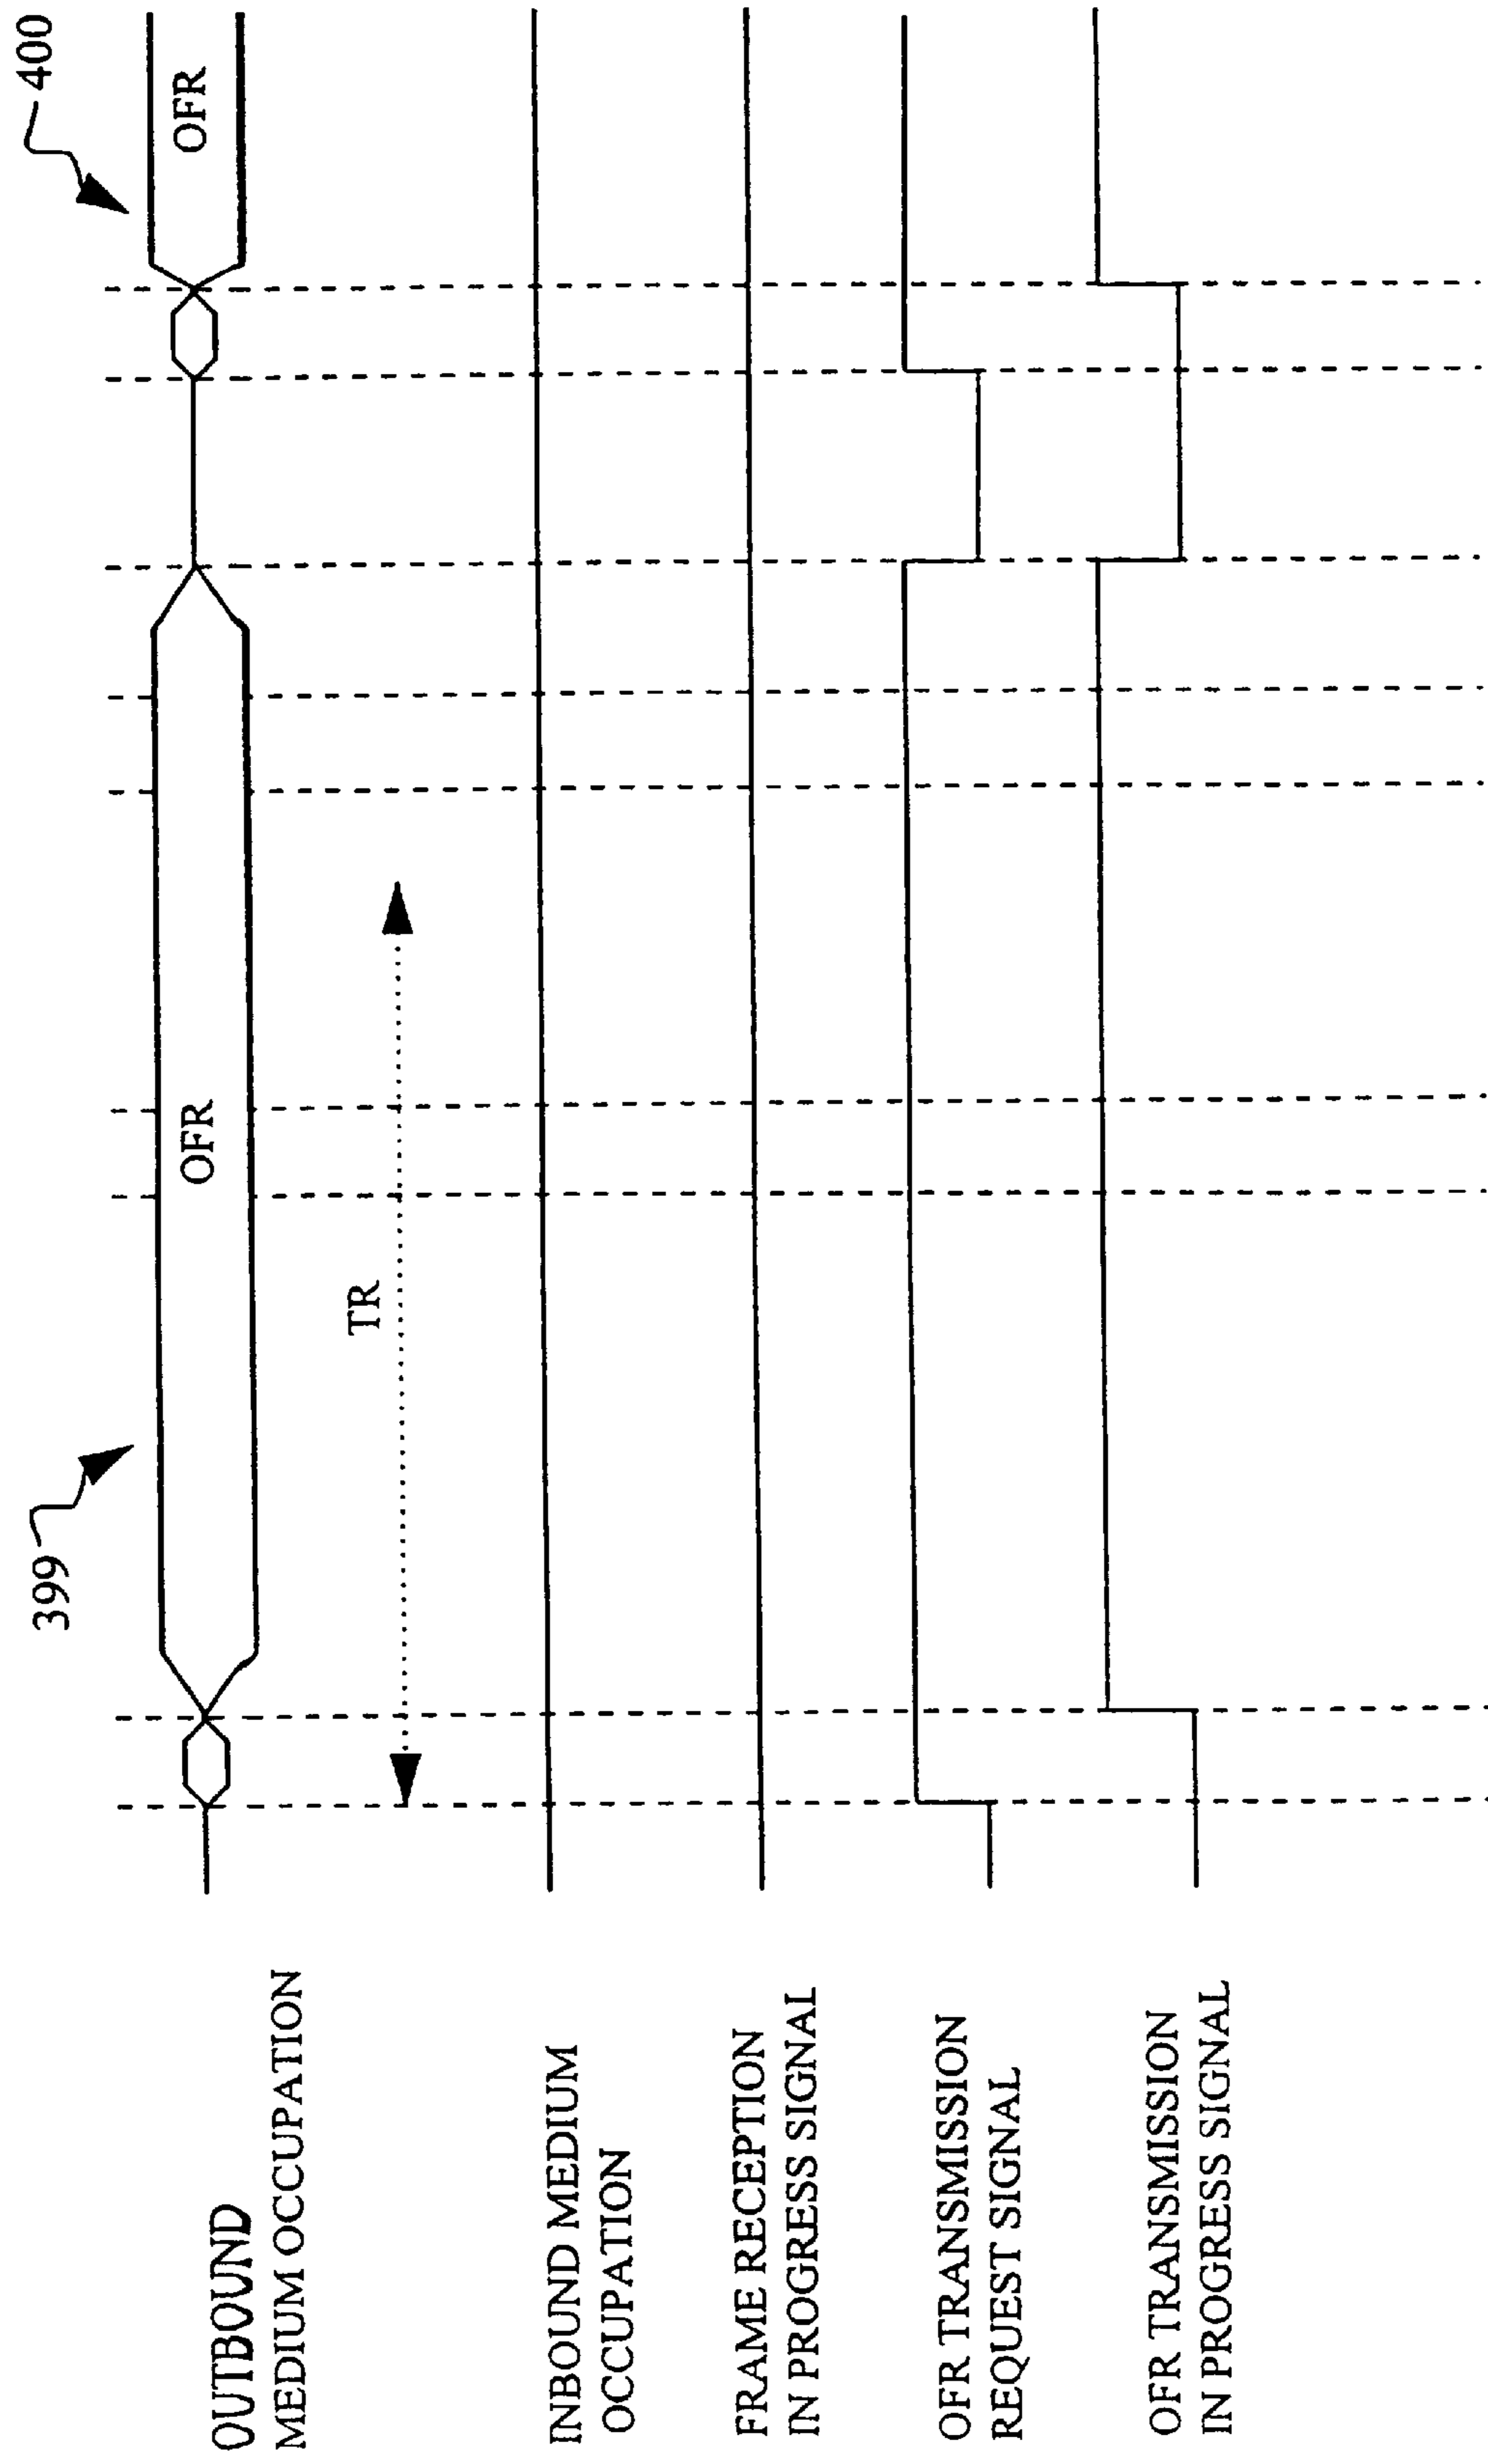 399
400
OUTBOUND
MEDIUM OCCUPATION
OFR
OFR
TR
INBOUND MEDIUM
OCCUPATION
FRAME RECEPTION
IN PROGRESS SIGNAL
OFR TRANSMISSION
REQUEST SIGNAL
OFR TRANSMISSION
IN PROGRESS SIGNAL